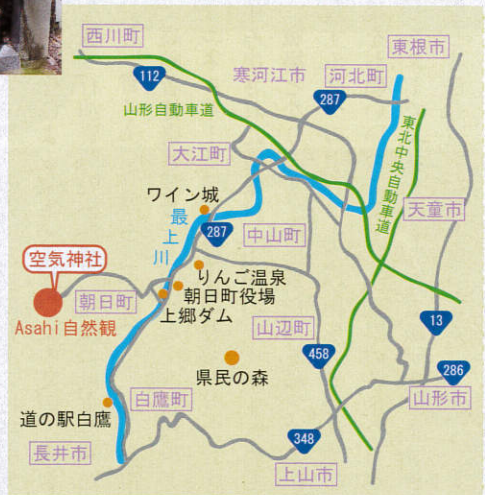 西川町
東根市
112
寒河江市
河北町
287
山形自動車道
大江町
東北中央自動車道
ワイン城
天童市
最上川
287
中山町
空気神社
りんご温泉
朝日町
朝日町役場
Asahi自然観
上郷ダム
山辺町
13
458
県民の森
286
白鷹町
山形市
道の駅白鷹
348
長井市
上山市